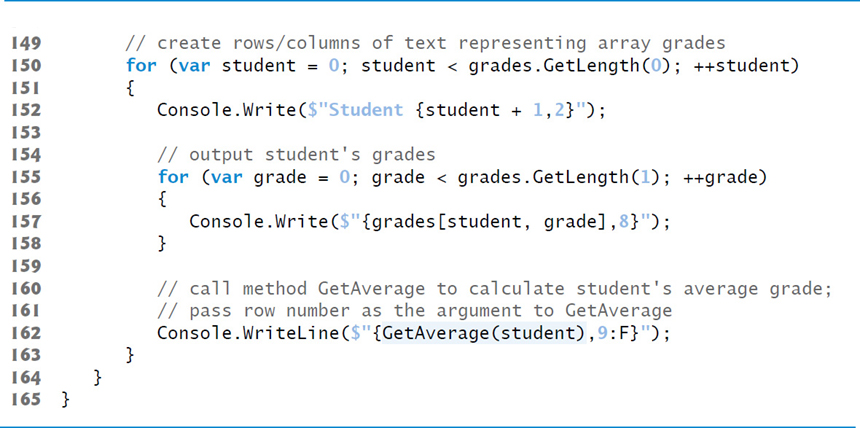 149 // create rows/columns of text representing array grades
150 for (var student = 0; student < grades.GetLength(0); ++student)
151 {
152 Console.Write($"Student {student + 1,2}");
153
154 // output student's grades
155 for (var grade = 0; grade < grades.GetLength(1); ++grade)
156 {
157 Console.Write($"{grades[student, grade],8}");
158 }
159
160 // call method GetAverage to calculate student's average grade;
161 // pass row number as the argument to GetAverage
162 Console.WriteLine($"{GetAverage(student),9:F}");
163 }
164 }
165 }